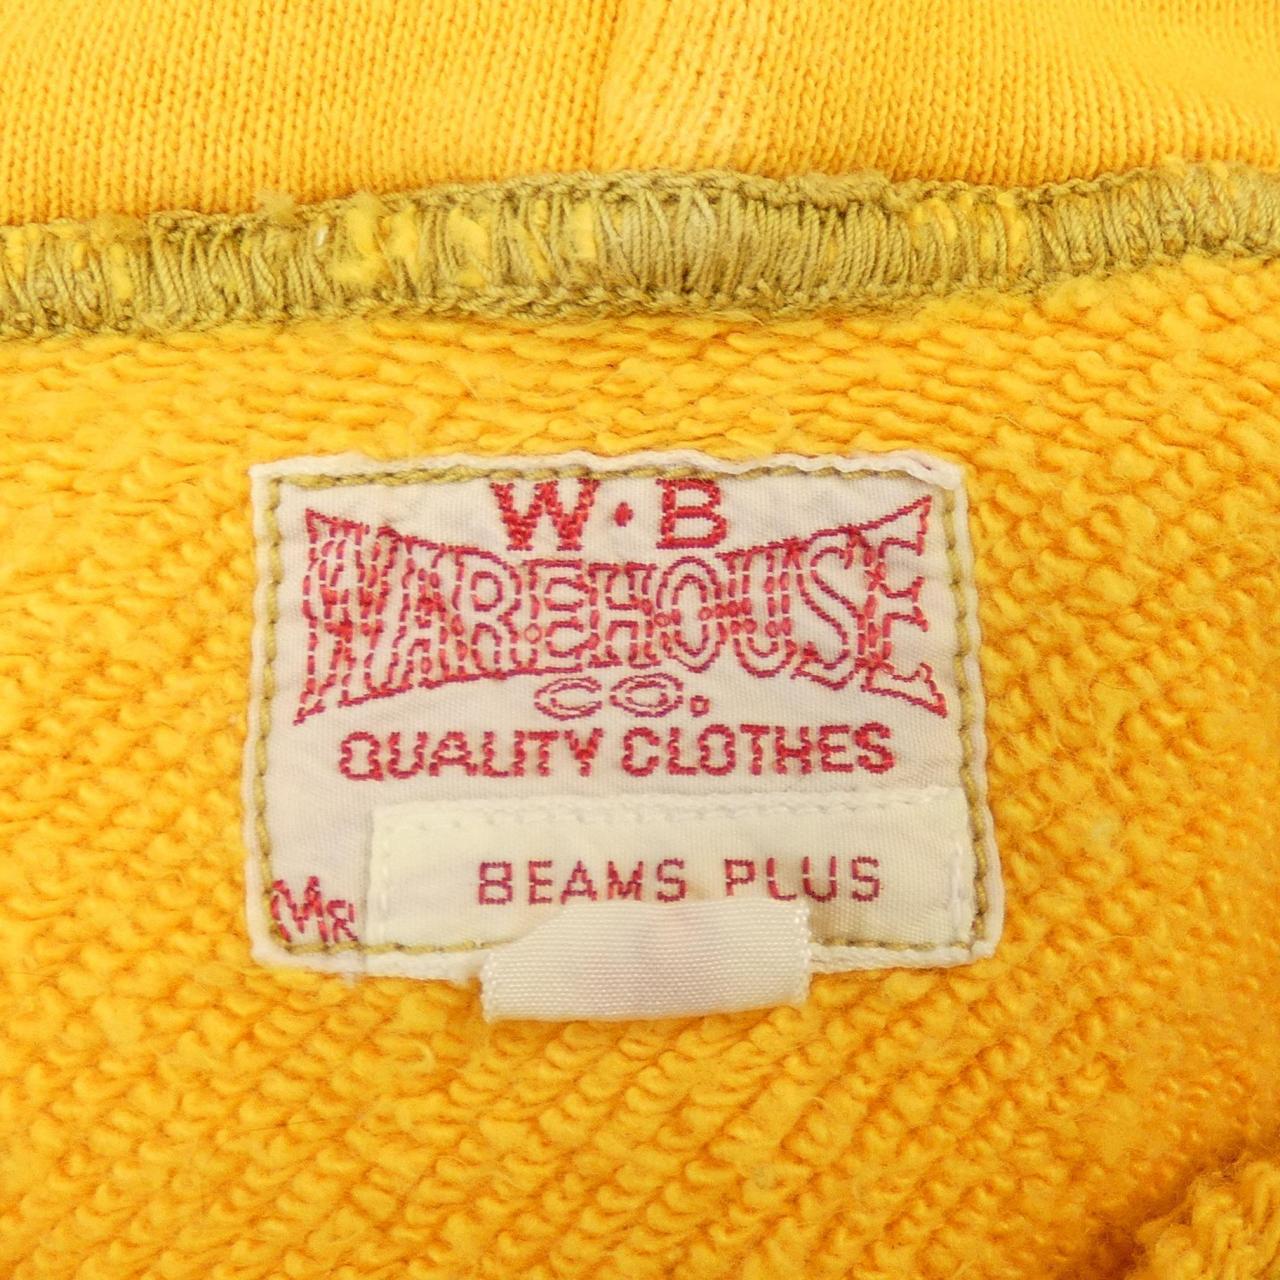 W·B
WAREHOUSE
CO.
QUALITY CLOTHES
BEAMS PLUS